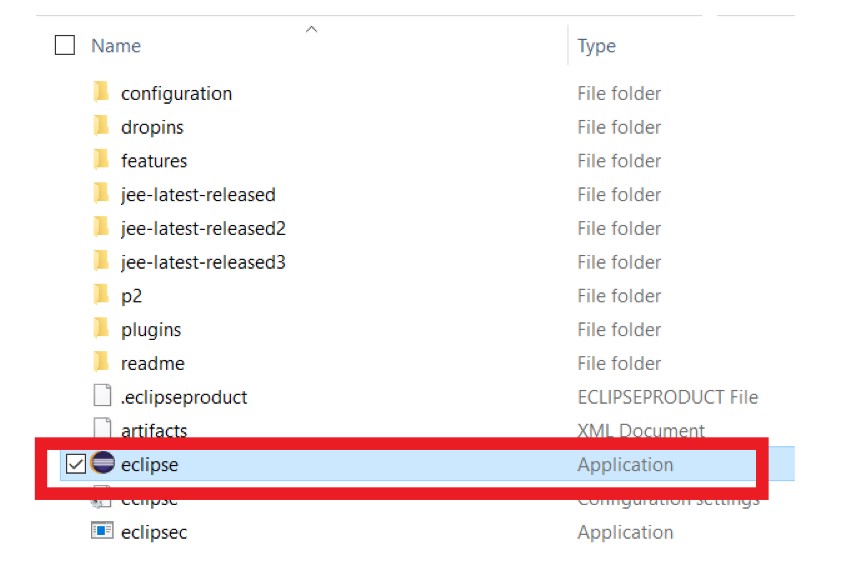 Name Type
configuration File folder
dropins File folder
features File folder
jee-latest-released File folder
jee-latest-released2 File folder
jee-latest-released3 File folder
p2 File folder
plugins File folder
readme File folder
.eclipseproduct ECLIPSEPRODUCT File
artifacts XML Document
eclipse Application
eclipse Configuration settings
eclipsec Application